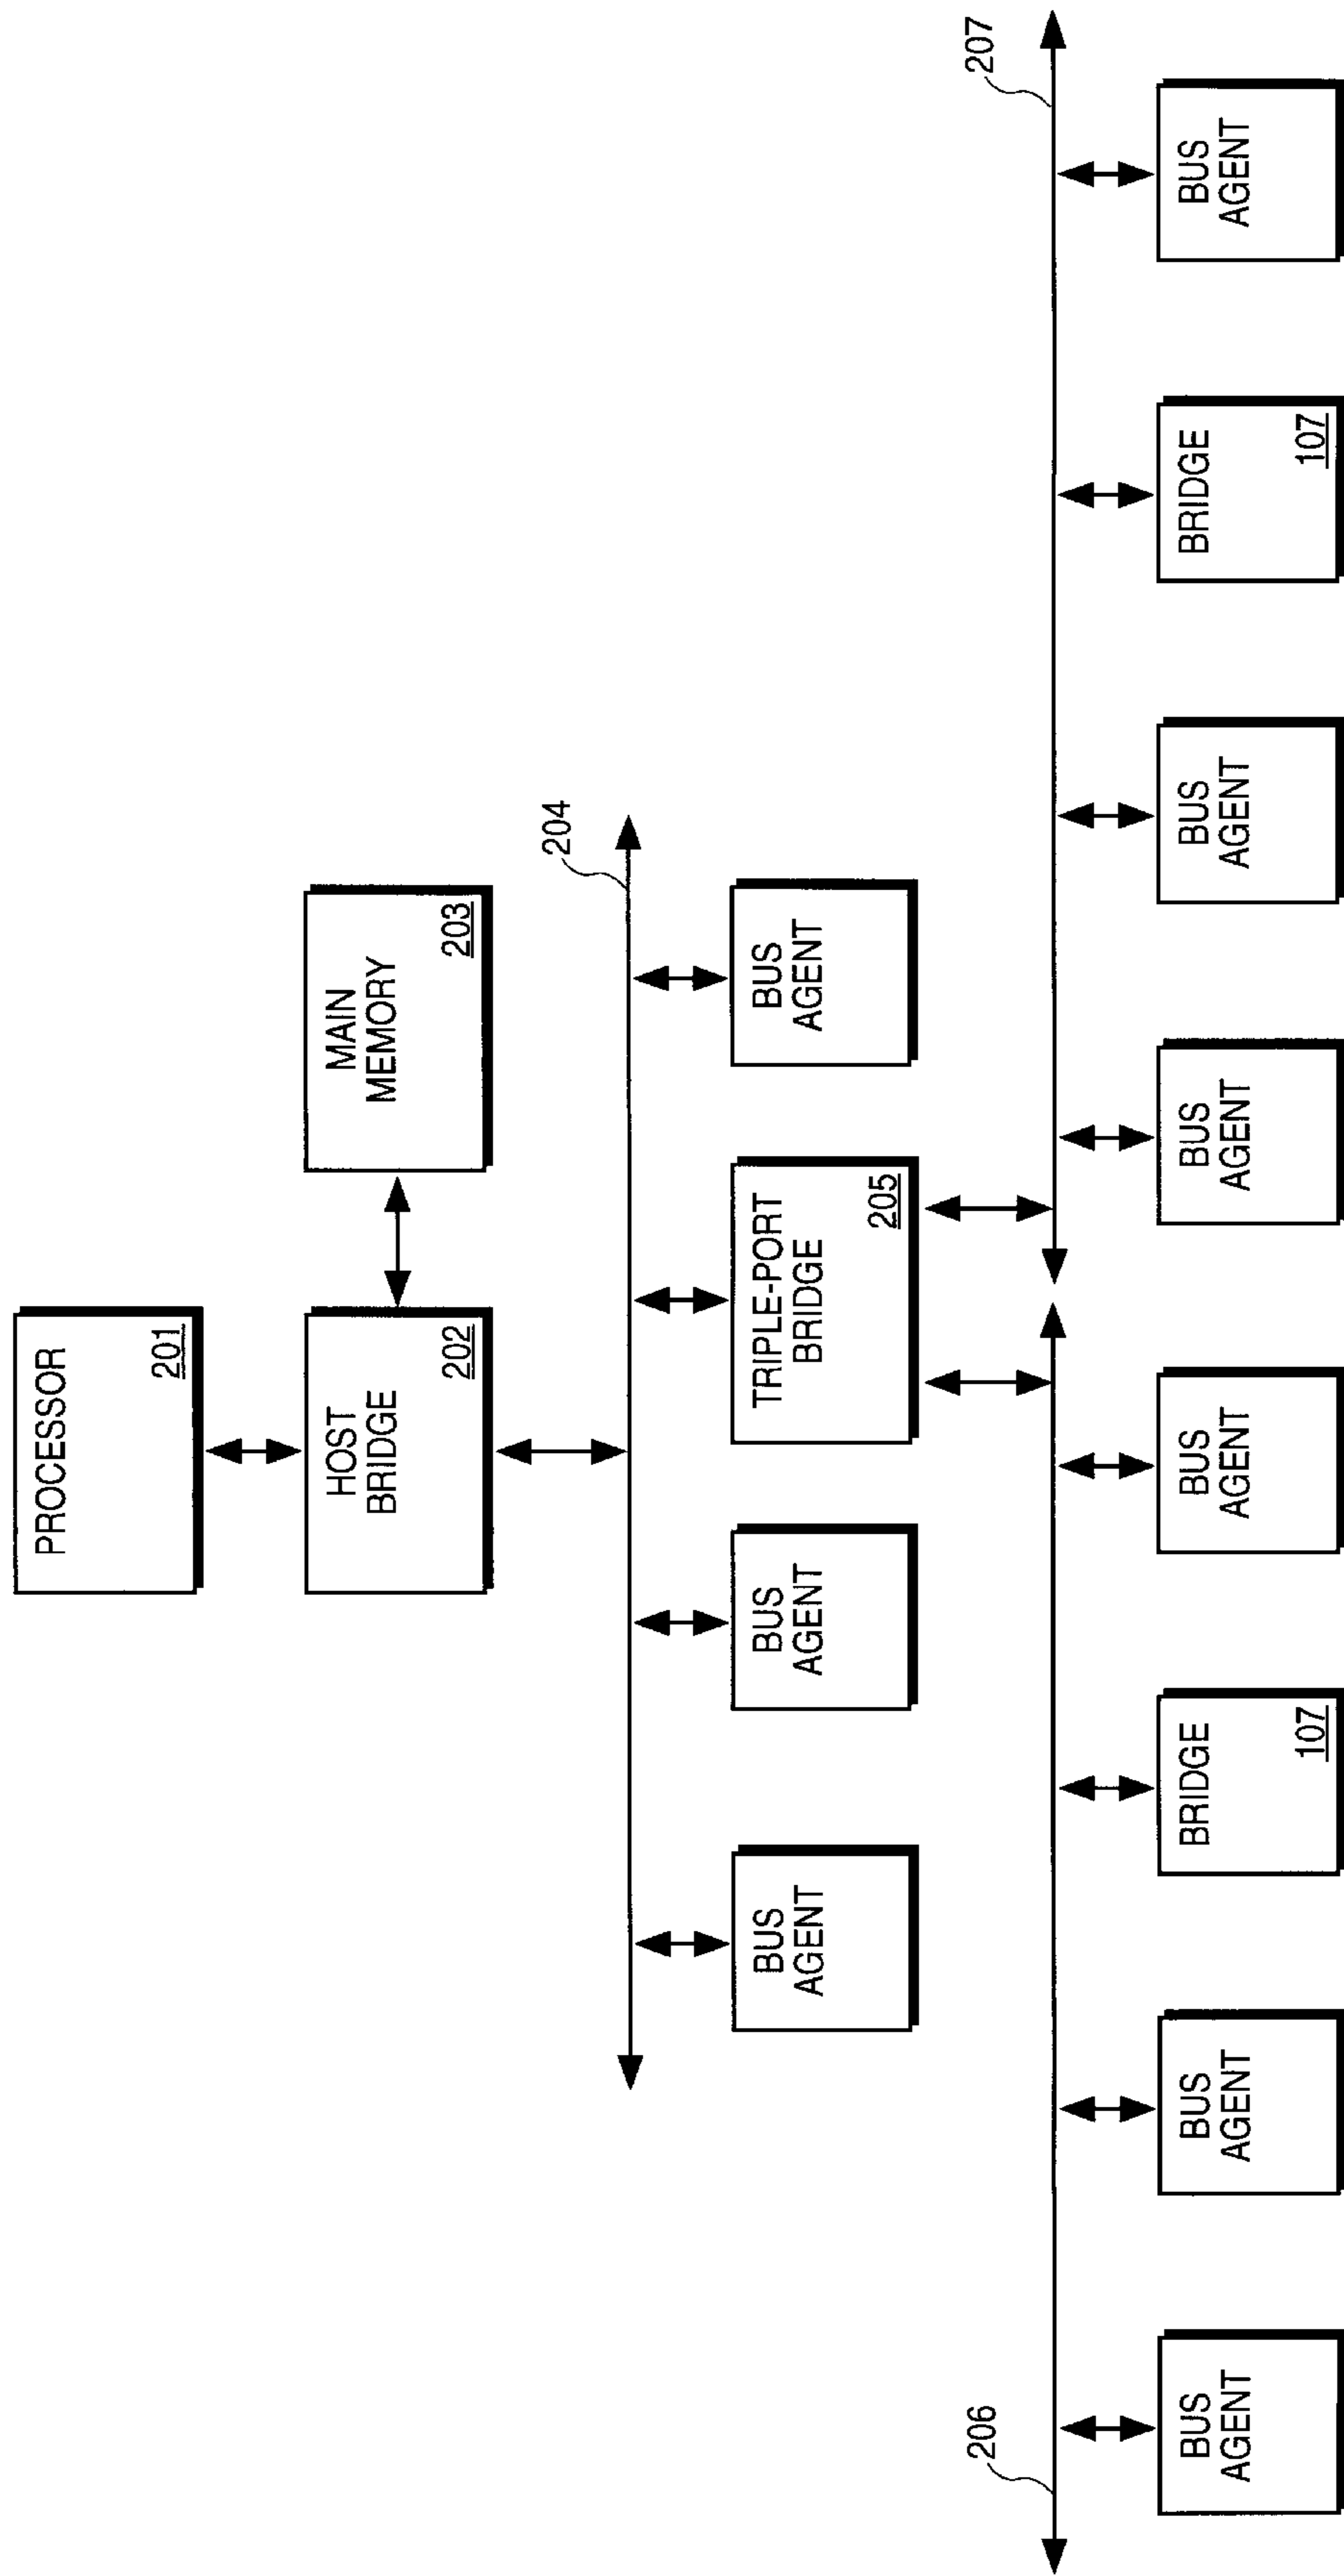 PROCESSOR
201
HOST
BRIDGE
202
MAIN
MEMORY
203
204
BUS
AGENT
BUS
AGENT
TRIPLE-PORT
BRIDGE
205
BUS
AGENT
206
207
BUS
AGENT
BUS
AGENT
BRIDGE
107
BUS
AGENT
BUS
AGENT
BUS
AGENT
BRIDGE
107
BUS
AGENT